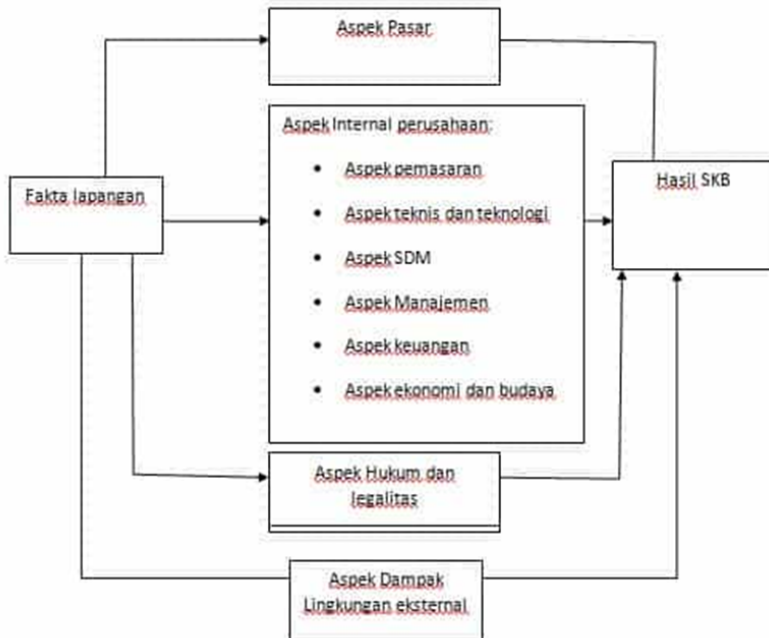 Aspek Pasar
Aspek Internal perusahaan:
• Aspek pemasaran
• Aspek teknis dan teknologi
• Aspek SDM
• Aspek Manajemen
• Aspek keuangan
• Aspek ekonomi dan budaya
Fakta lapangan
Hasil SKB
Aspek Hukum dan
legalitas
Aspek Dampak
Lingkungan eksternal